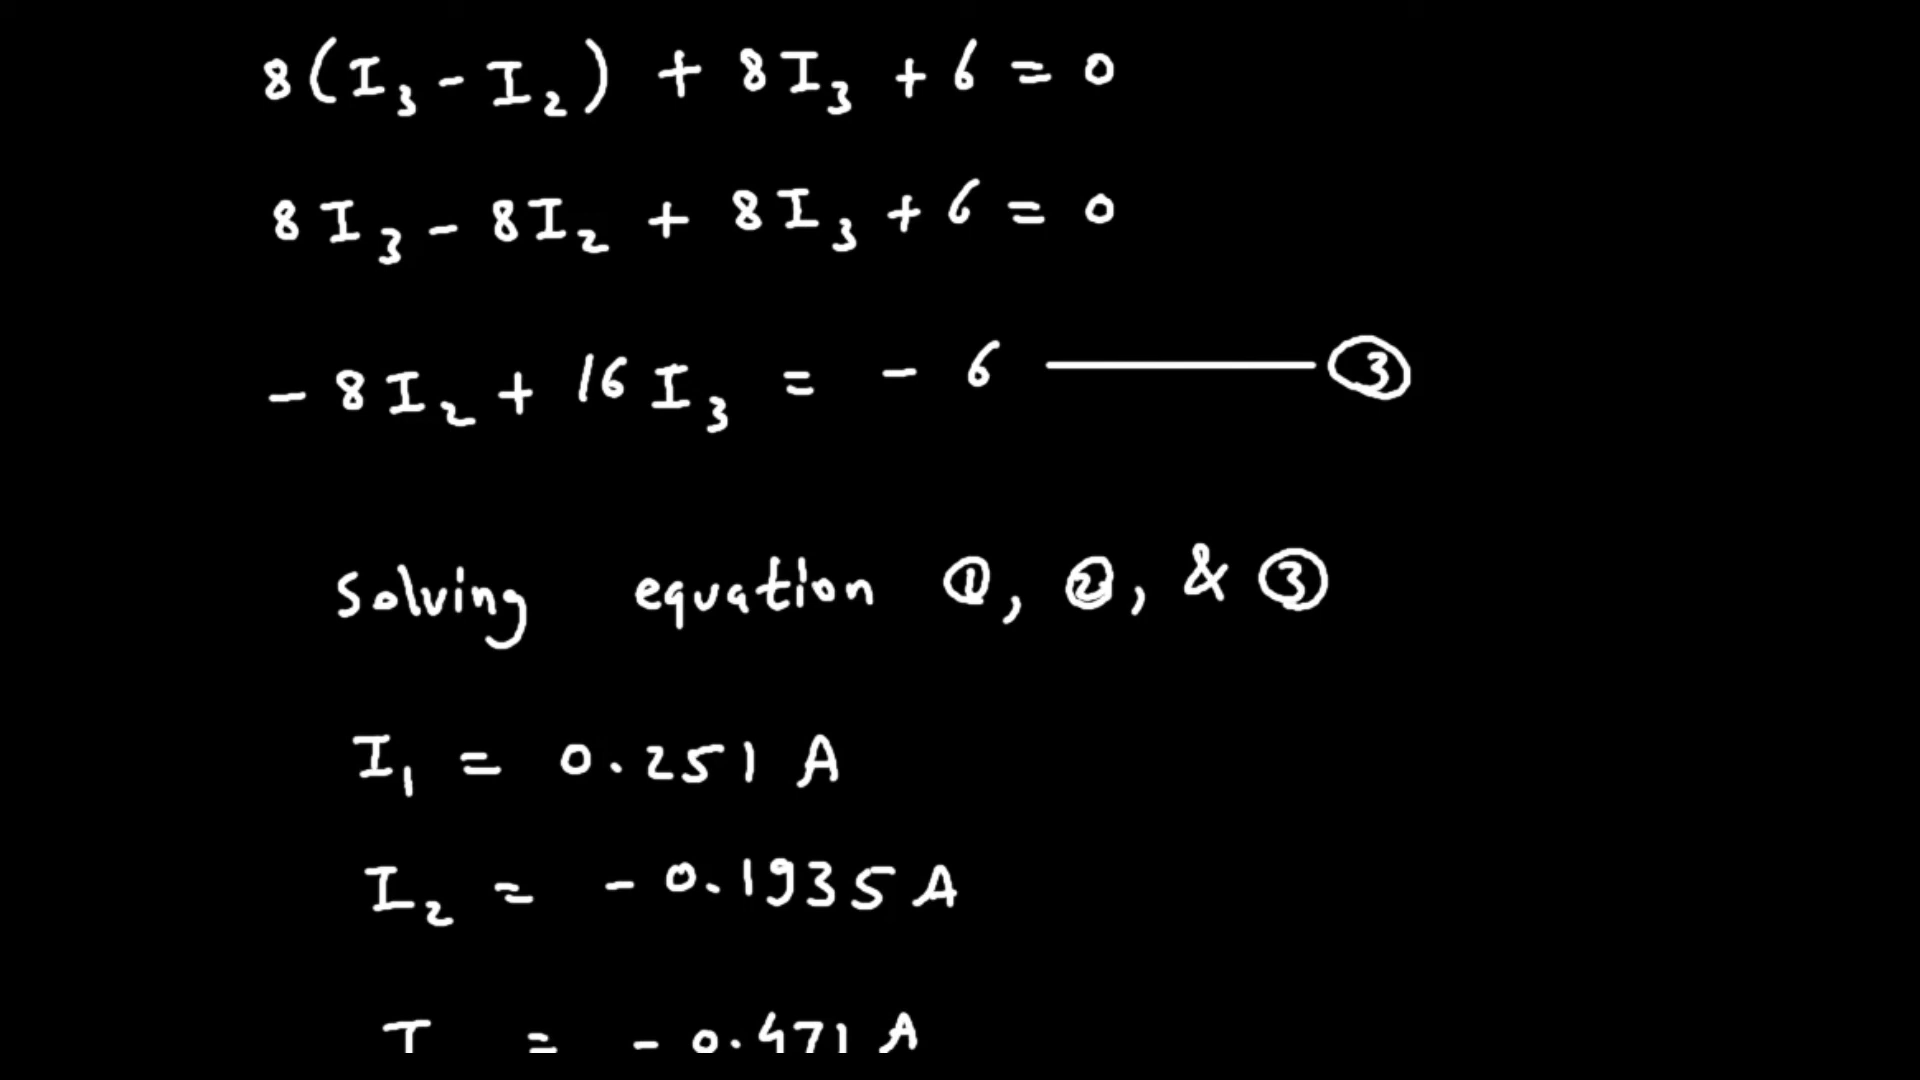 8(I₃ - I₂) + 8I₃ + 6 = 0
8I₃ - 8I₂ + 8I₃ + 6 = 0
- 8I₂ + 16I₃ = - 6 ——— ③
Solving equation ①, ②, & ③
I₁ = 0.251 A
I₂ = - 0.1935 A
I = - 0.471 A